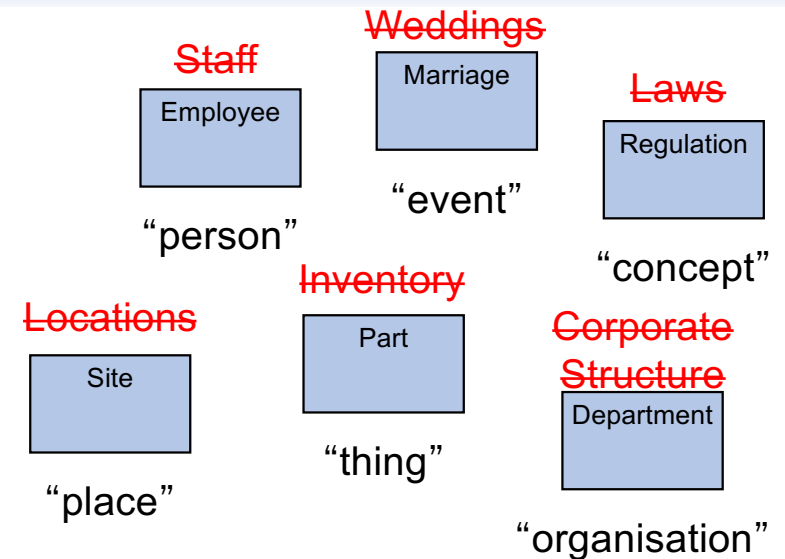 Weddings
Staff
Marriage
Laws
Employee
Regulation
“event”
“person”
“concept”
Inventory
Locations
Corporate
Part
Structure
Site
Department
“thing”
“place”
“organisation”